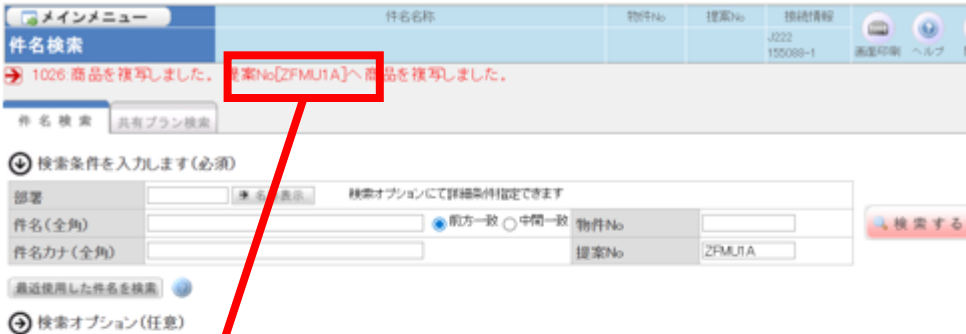 メインメニュー 件名名称 物件No 提案No 接続情報
件名検索 J222
155088-1 画面印刷 ヘルプ
1026:商品を複写しました。 提案No[ZFMU1A]へ商品を複写しました。
件名検索 共有プラン検索
検索条件を入力します(必須)
部署 表示 検索オプションにて詳細条件指定できます
件名(全角) 前方一致 中間一致 物件No 検索する
件名カナ(全角) 提案No ZFMU1A
最近使用した件名を検索
検索オプション(任意)